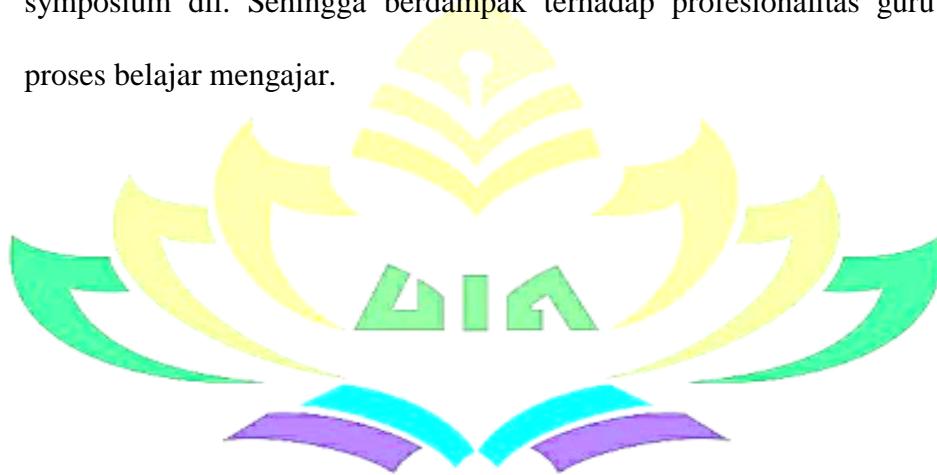 symposium dll. Sehingga berdampak terhadap profesionalitas guru
proses belajar mengajar.